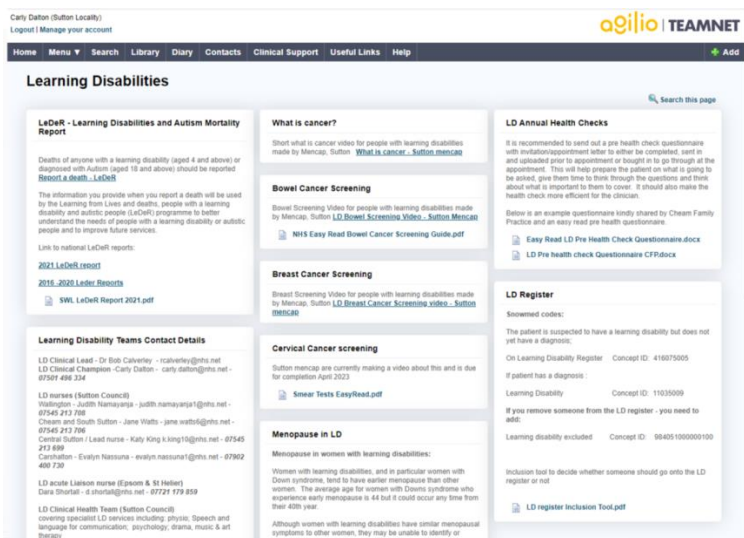 Carly Dalton (Sutton Locality)
Logout | Manage your account
agilio | TEAMNET
Home Menu ▼ Search Library Diary Contacts Clinical Support Useful Links Help
Add
Learning Disabilities
Search this page
LeDeR - Learning Disabilities and Autism Mortality
Report
Deaths of anyone with a learning disability (aged 4 and above) or
diagnosed with Autism (aged 18 and above) should be reported
Report a death - LeDeR
The information you provide when you report a death will be used
by the Learning from Lives and deaths, people with a learning
disability and autistic people (LeDeR) programme to better
understand the needs of people with a learning disability or autistic
people and to improve future services.
Link to national LeDeR reports:
2021 LeDeR report
2016 -2020 Leder Reports
SWL LeDeR Report 2021.pdf
Learning Disability Teams Contact Details
LD Clinical Lead - Dr Bob Calverley - rcalverley@nhs.net
LD Clinical Champion -Carly Dalton - carly.dalton@nhs.net -
07501 496 334
LD nurses (Sutton Council)
Wallington - Judith Namayanja - judith.namayanja1@nhs.net -
07545 213 708
Cheam and South Sutton - Jane Watts - jane.watts6@nhs.net -
07545 213 706
Central Sutton / Lead nurse - Katy King k.king10@nhs.net - 07545
213 699
Carshalton - Evalyn Nassuna - evalyn.nassuna1@nhs.net - 07902
400 730
LD acute Liaison nurse (Epsom & St Helier)
Dara Shortall - d.shortall@nhs.net - 07721 179 859
LD Clinical Health Team (Sutton Council)
covering specialist LD services including: physio; Speech and
language for communication; psychology; drama, music & art
therapy
What is cancer?
Short what is cancer video for people with learning disabilities
made by Mencap, Sutton What is cancer - Sutton mencap
Bowel Cancer Screening
Bowel Screening Video for people with learning disabilities made
by Mencap, Sutton LD Bowel Screening Video - Sutton Mencap
NHS Easy Read Bowel Cancer Screening Guide.pdf
Breast Cancer Screening
Breast Screening Video for people with learning disabilities made
by Mencap, Sutton LD Breast Cancer Screening video - Sutton
mencap
Cervical Cancer screening
Sutton mencap are currently making a video about this and is due
for completion April 2023
Smear Tests EasyRead.pdf
Menopause in LD
Menopause in women with learning disabilities:
Women with learning disabilities, and in particular women with
Down syndrome, tend to have earlier menopause than other
women. The average age for women with Downs syndrome who
experience early menopause is 44 but it could occur any time from
their 40th year.
Although women with learning disabilities have similar menopausal
symptoms to other women, they may be unable to identify or
LD Annual Health Checks
It is recommended to send out a pre health check questionnaire
with invitation/appointment letter to either be completed, sent in
and uploaded prior to appointment or bought in to go through at the
appointment. This will help prepare the patient on what is going to
be asked, give them time to think through the questions and think
about what is important to them to cover. It should also make the
health check more efficient for the clinician.
Below is an example questionnaire kindly shared by Cheam Family
Practice and an easy read pre health questionnaire.
Easy Read LD Pre Health Check Questionnaire.docx
LD Pre health check Questionnaire CFP.docx
LD Register
Snowmed codes:
The patient is suspected to have a learning disability but does not
yet have a diagnosis;
On Learning Disability Register Concept ID: 416075005
If patient has a diagnosis :
Learning Disability Concept ID: 11035009
If you remove someone from the LD register - you need to
add:
Learning disability excluded Concept ID: 984051000000100
Inclusion tool to decide whether someone should go onto the LD
register or not
LD register Inclusion Tool.pdf